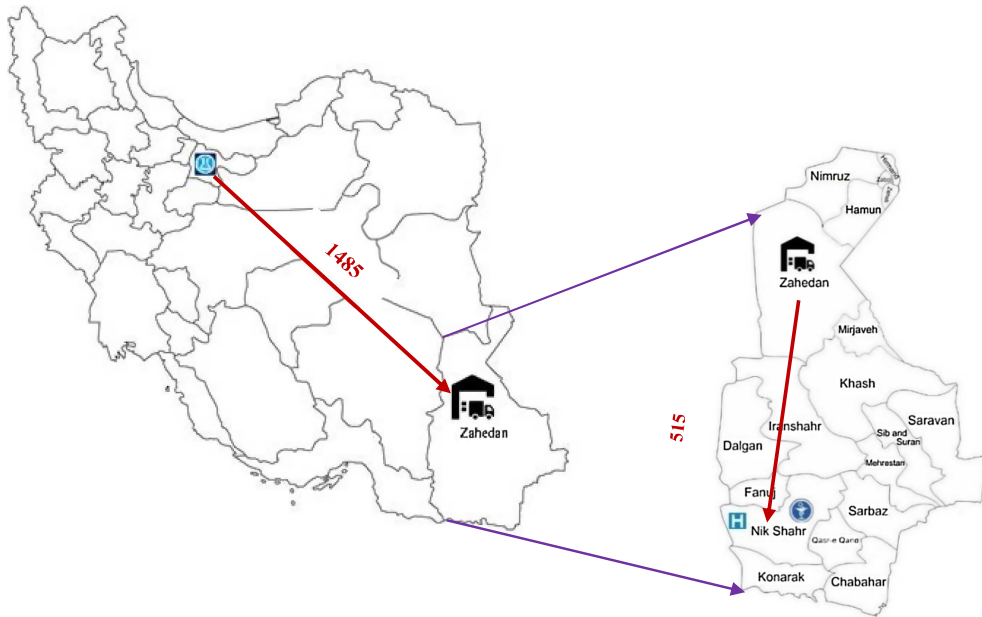 1485
Zahedan
Nimruz
Hamun
Zahedan
Mirjaveh
Khash
Saravan
Iranshahr
Sib and
Suran
Dalgan
Mehrestan
515
Fanuj
Sarbaz
H
Nik Shahr
Qasr-e Qand
Konarak
Chabahar